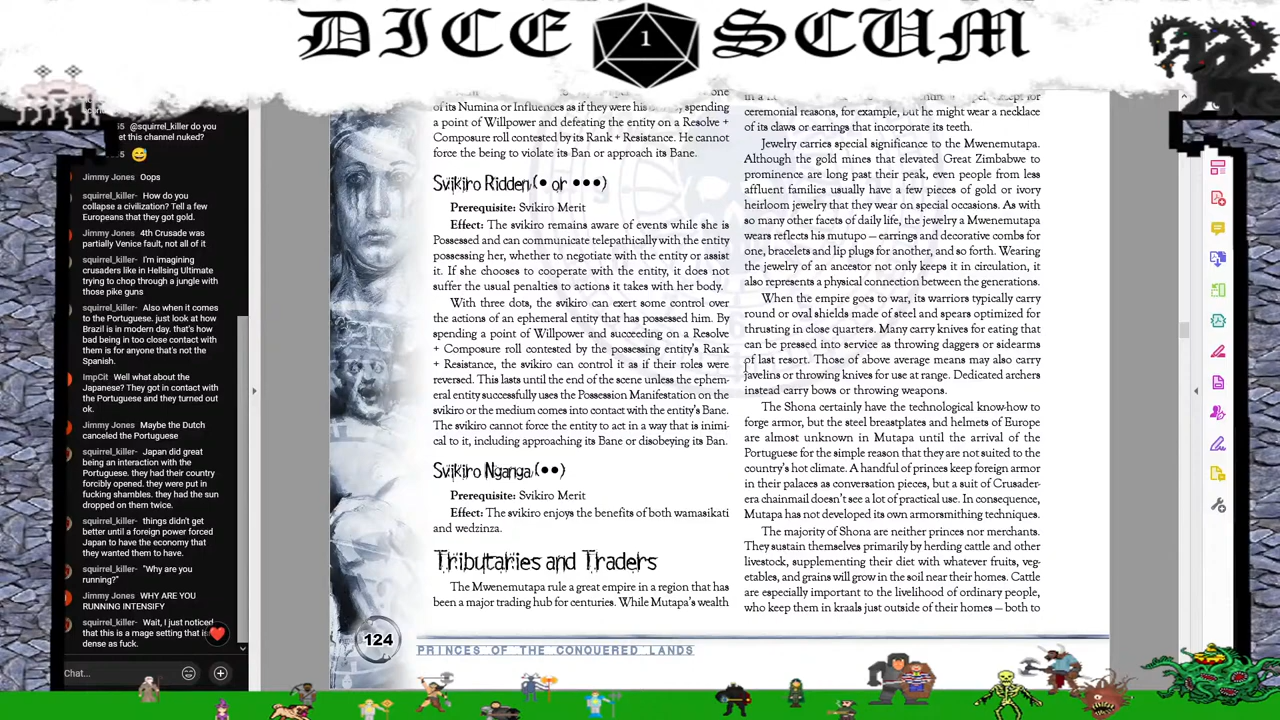 DICE 1 SCUM
@squirrel_killer do you
this channel nuked?
Jimmy Jones Oops
squirrel_killer- How do you
collapse a civilization? Tell a few
Europeans that they got gold.
Jimmy Jones 4th Crusade was
partially Venice fault, not all of it
squirrel_killer- I'm imagining
crusaders like in Hellsing Ultimate
trying to chop through a jungle with
those pike guns
squirrel_killer- Also when it comes
to the Portuguese. just look at how
Brazil is in modern day. that's how
bad being in too close contact with
them is for anyone that's not the
Spanish.
ImpCit Well what about the
Japanese? They got in contact with
the Portuguese and they turned out
ok.
Jimmy Jones Maybe the Dutch
canceled the Portuguese
squirrel_killer- Japan did great
being an interaction with the
Portuguese. they had their country
forcibly opened. they were put in
fucking shambles. they had the sun
dropped on them twice.
squirrel_killer- things didn't get
better until a foreign power forced
Japan to have the economy that
they wanted them to have.
squirrel_killer- "Why are you
running?"
Jimmy Jones WHY ARE YOU
RUNNING INTENSIFY
squirrel_killer- Wait, I just noticed
that this is a mage setting that is
dense as fuck.
Chat...
of its Numina or Influences as if they were his spending
a point of Willpower and defeating the entity on a Resolve +
Composure roll contested by its Rank + Resistance. He cannot
force the being to violate its Ban or approach its Bane.
Svikiro Ridden (• or •••)
Prerequisite: Svikiro Merit
Effect: The svikiro remains aware of events while she is
Possessed and can communicate telepathically with the entity
possessing her, whether to negotiate with the entity or assist
it. If she chooses to cooperate with the entity, it does not
suffer the usual penalties to actions it takes with her body.
With three dots, the svikiro can exert some control over
the actions of an ephemeral entity that has possessed him. By
spending a point of Willpower and succeeding on a Resolve
+ Composure roll contested by the possessing entity's Rank
+ Resistance, the svikiro can control it as if their roles were
reversed. This lasts until the end of the scene unless the ephem-
eral entity successfully uses the Possession Manifestation on the
svikiro or the medium comes into contact with the entity's Bane.
The svikiro cannot force the entity to act in a way that is inimi-
cal to it, including approaching its Bane or disobeying its Ban.
Svikiro Nganga (••)
Prerequisite: Svikiro Merit
Effect: The svikiro enjoys the benefits of both wamasikati
and wedzinza.
Tributaries and Traders
The Mwenemutapa rule a great empire in a region that has
been a major trading hub for centuries. While Mutapa's wealth
ceremonial reasons, for example, but he might wear a necklace
of its claws or earrings that incorporate its teeth.
Jewelry carries special significance to the Mwenemutapa.
Although the gold mines that elevated Great Zimbabwe to
prominence are long past their peak, even people from less
affluent families usually have a few pieces of gold or ivory
heirloom jewelry that they wear on special occasions. As with
so many other facets of daily life, the jewelry a Mwenemutapa
wears reflects his mutupo — earrings and decorative combs for
one, bracelets and lip plugs for another, and so forth. Wearing
the jewelry of an ancestor not only keeps it in circulation, it
also represents a physical connection between the generations.
When the empire goes to war, its warriors typically carry
round or oval shields made of steel and spears optimized for
thrusting in close quarters. Many carry knives for eating that
can be pressed into service as throwing daggers or sidearms
of last resort. Those of above average means may also carry
javelins or throwing knives for use at range. Dedicated archers
instead carry bows or throwing weapons.
The Shona certainly have the technological know-how to
forge armor, but the steel breastplates and helmets of Europe
are almost unknown in Mutapa until the arrival of the
Portuguese for the simple reason that they are not suited to the
country's hot climate. A handful of princes keep foreign armor
in their palaces as conversation pieces, but a suit of Crusader-
era chainmail doesn't see a lot of practical use. In consequence,
Mutapa has not developed its own armorsmithing techniques.
The majority of Shona are neither princes nor merchants.
They sustain themselves primarily by herding cattle and other
livestock, supplementing their diet with whatever fruits, veg-
etables, and grains will grow in the soil near their homes. Cattle
are especially important to the livelihood of ordinary people,
who keep them in kraals just outside of their homes — both to
124
PRINCES OF THE CONQUERED LANDS